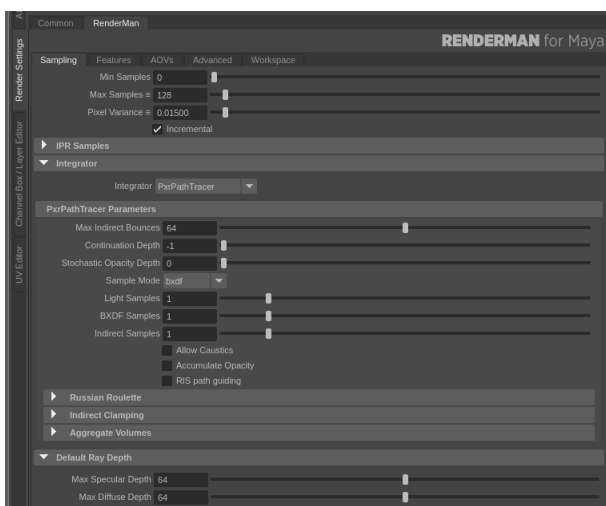 Common RenderMan
RENDERMAN for Maya
Render Settings
Channel Box / Layer Editor
UV Editor
Sampling Features AOVs Advanced Workspace
Min Samples 0
Max Samples = 128
Pixel Variance = 0.01500
Incremental
IPR Samples
Integrator
Integrator PxrPathTracer
PxrPathTracer Parameters
Max Indirect Bounces 64
Continuation Depth -1
Stochastic Opacity Depth 0
Sample Mode bxdf
Light Samples 1
BXDF Samples 1
Indirect Samples 1
Allow Caustics
Accumulate Opacity
RIS path guiding
Russian Roulette
Indirect Clamping
Aggregate Volumes
Default Ray Depth
Max Specular Depth 64
Max Diffuse Depth 64